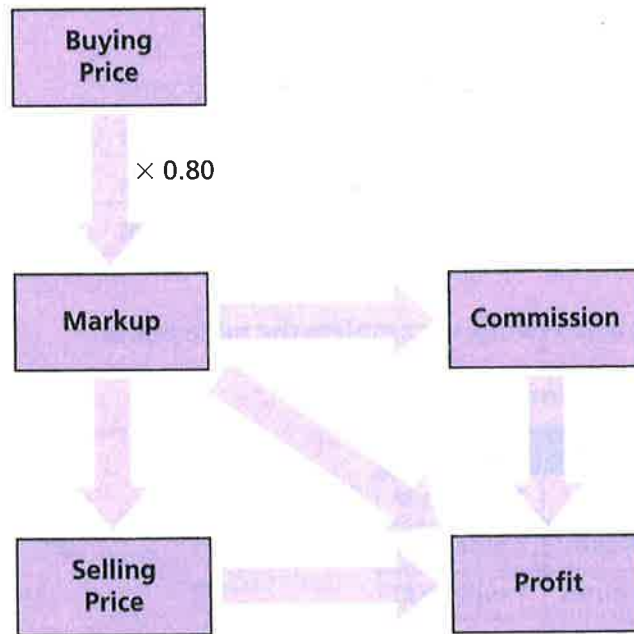 Buying
Price
× 0.80
Markup
Commission
Selling
Price
Profit